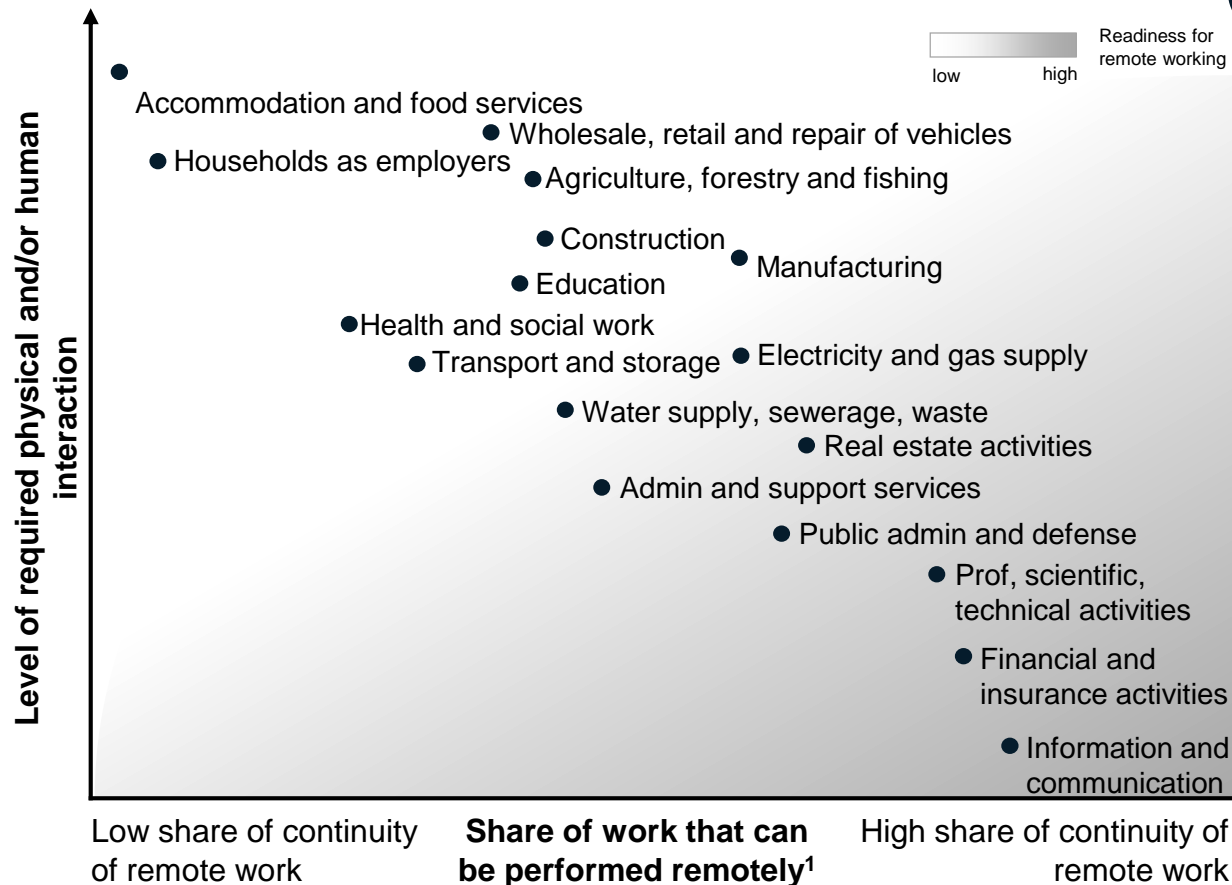 Readiness for
remote working
low
high
Level of required physical and/or human
interaction
Accommodation and food services
Wholesale, retail and repair of vehicles
Households as employers
Agriculture, forestry and fishing
Construction
Manufacturing
Education
Health and social work
Transport and storage
Electricity and gas supply
Water supply, sewerage, waste
Real estate activities
Admin and support services
Public admin and defense
Prof, scientific,
technical activities
Financial and
insurance activities
Information and
communication
Low share of continuity
of remote work
Share of work that can
be performed remotely¹
High share of continuity of
remote work